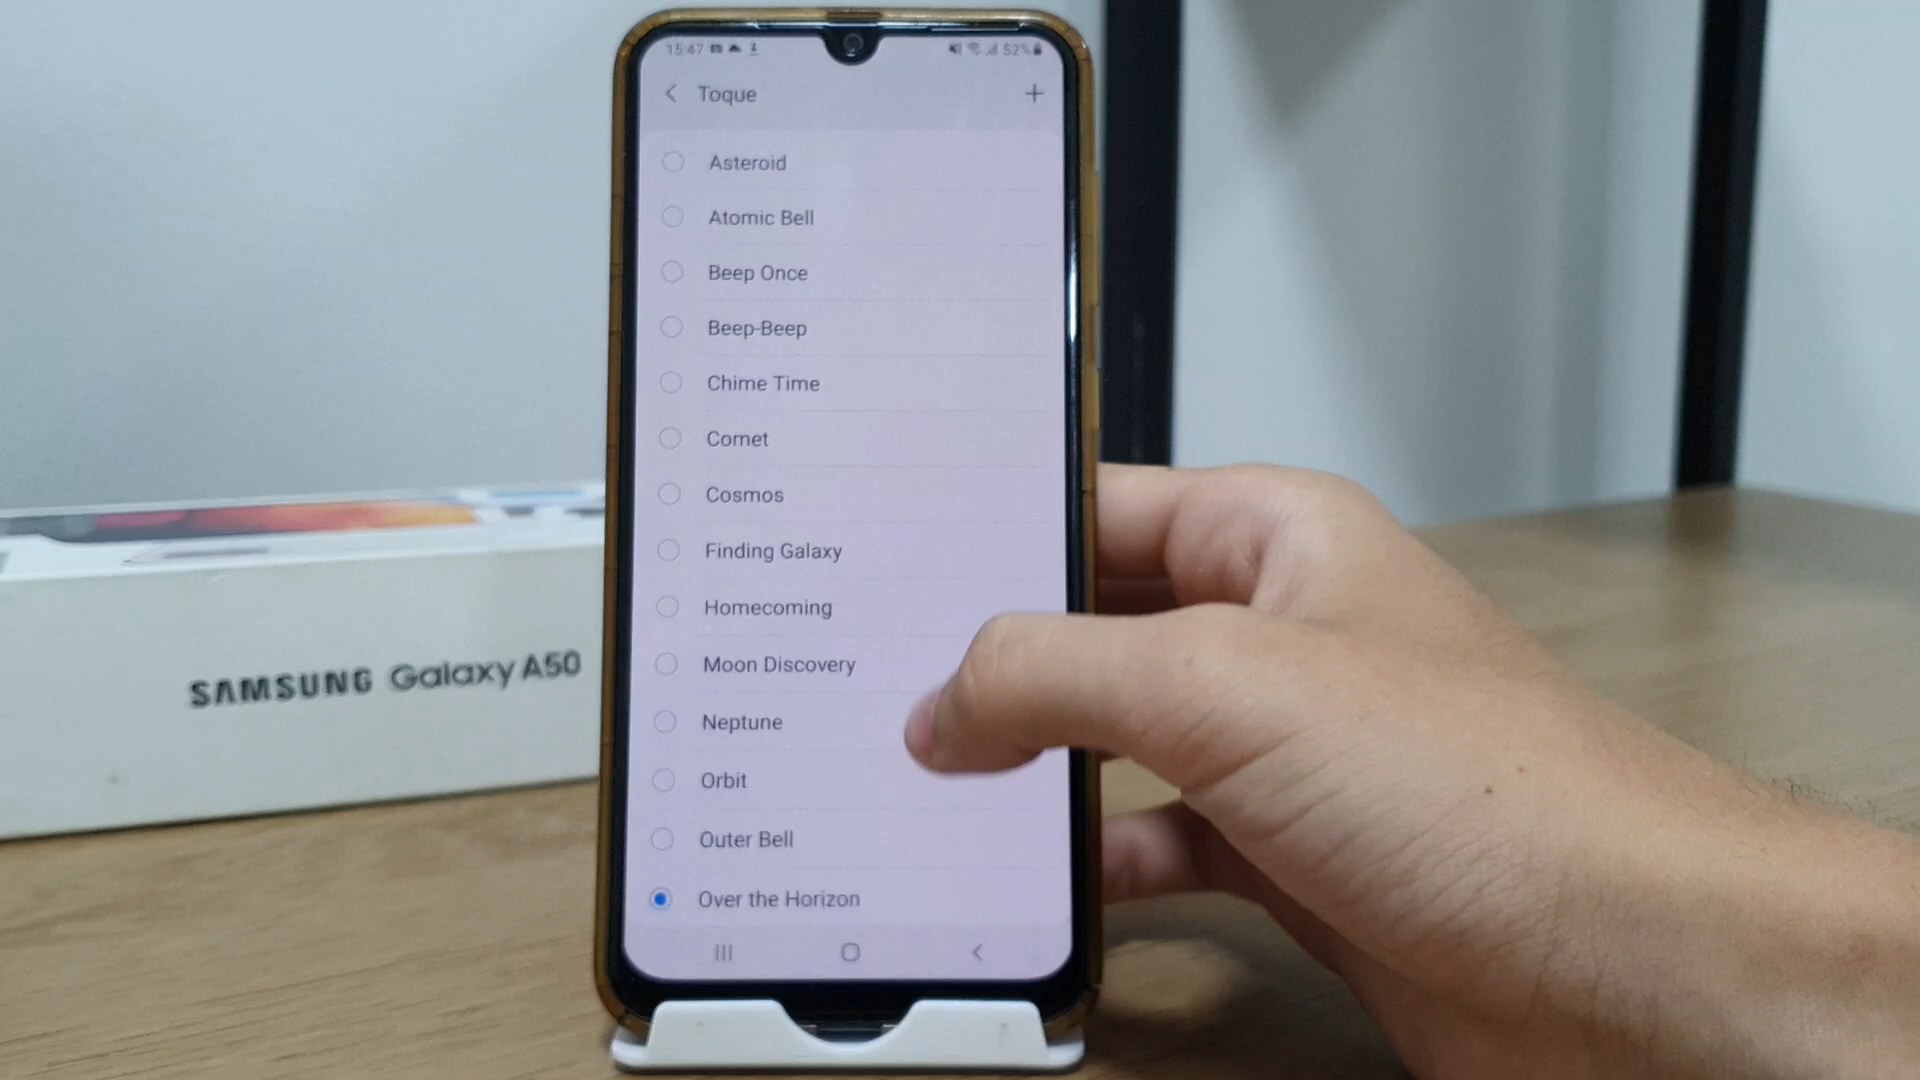 15:47
52%
Toque
Asteroid
Atomic Bell
Beep Once
Beep-Beep
Chime Time
Comet
Cosmos
Finding Galaxy
Homecoming
Moon Discovery
Neptune
Orbit
Outer Bell
Over the Horizon
SAMSUNG Galaxy A50